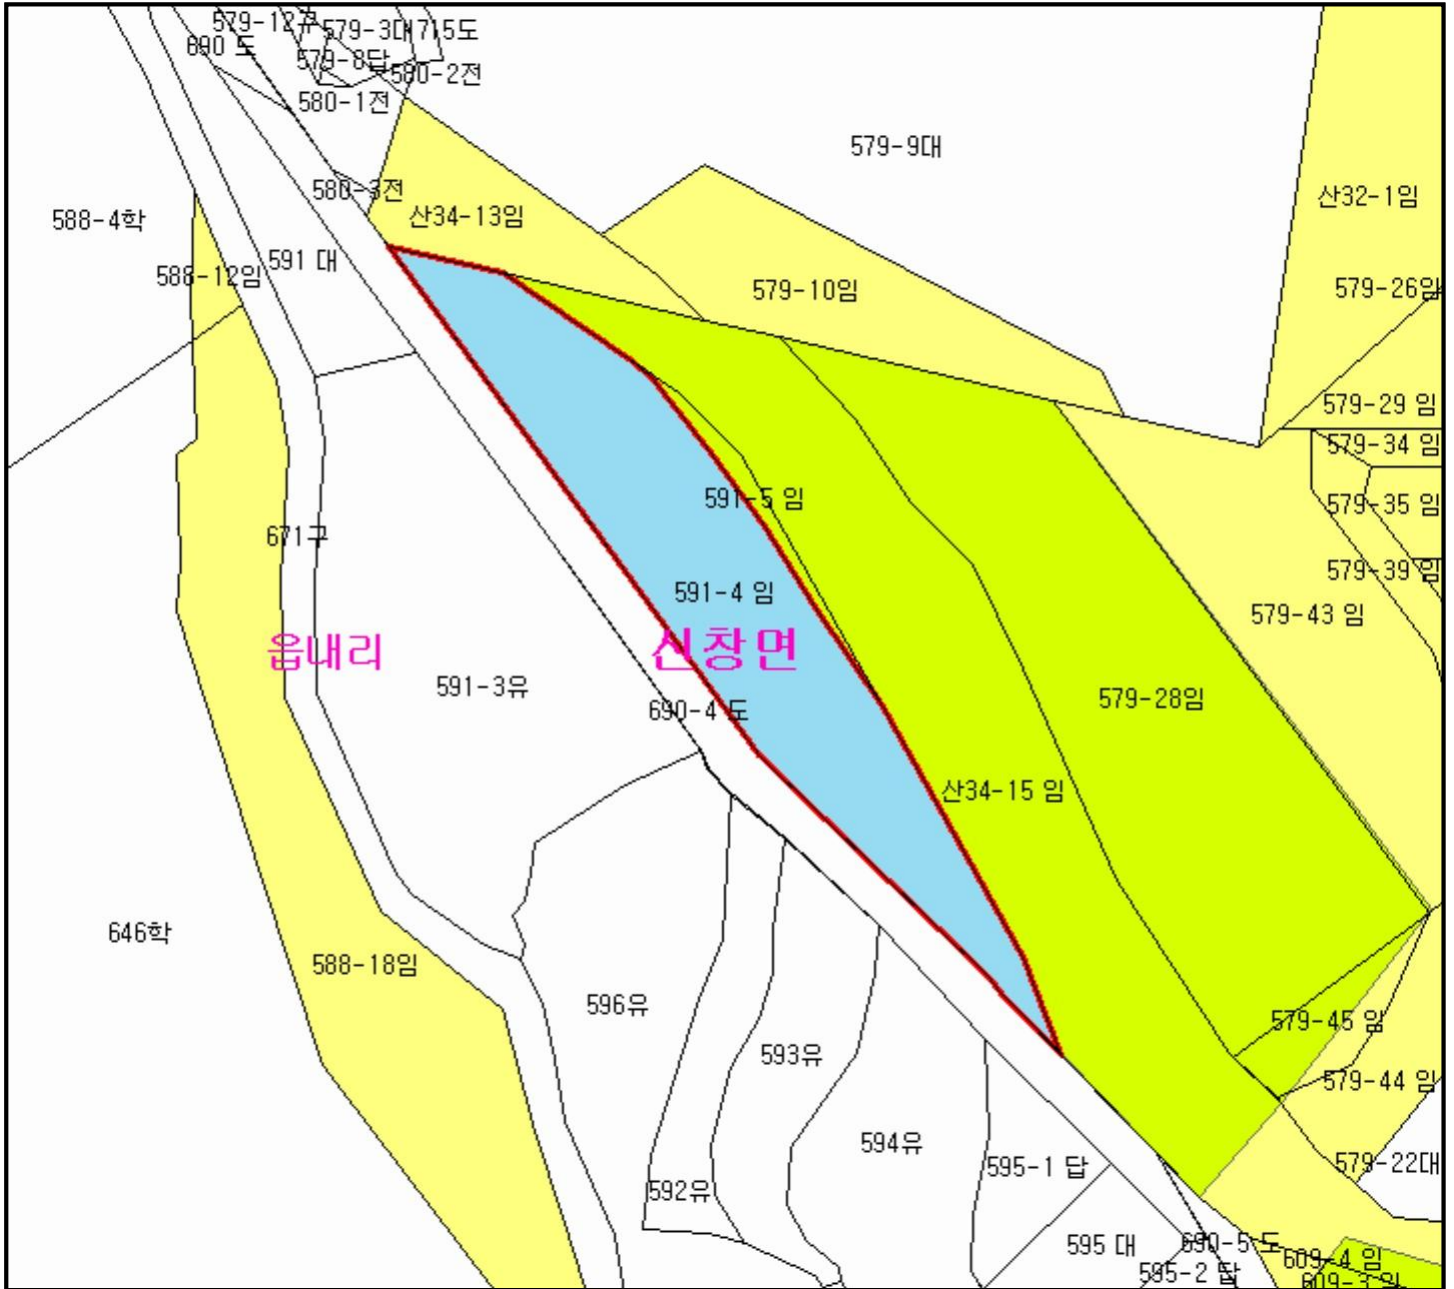 579-12구
579-3대
715도
690 도
579-8답
580-2전
580-1전
579-9대
580-3전
산34-13임
산32-1임
588-4학
591 대
588-12임
579-10임
579-26임
579-29 임
579-34 임
591-5 임
579-35 임
671구
579-39 임
591-4 임
579-43 임
읍내리
신창면
591-3유
579-28임
690-4 도
산34-15 임
646학
588-18임
596유
579-45 임
593유
579-44 임
594유
595-1 답
579-22대
592유
595 대
690-5 도
609-4 임
595-2 답
609-3 임